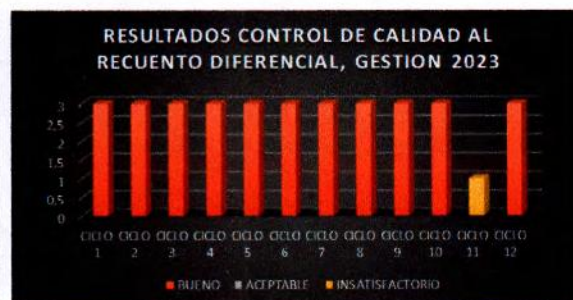 RESULTADOS CONTROL DE CALIDAD AL
RECUENTO DIFERENCIAL, GESTION 2023
3
2.5
2
1.5
1
0.5
0
CICLO CICLO CICLO CICLO CICLO CICLO CICLO CICLO CICLO CICLO CICLO CICLO
1 2 3 4 5 6 7 8 9 10 11 12
BUENO ACEPTABLE INSATISFACTORIO